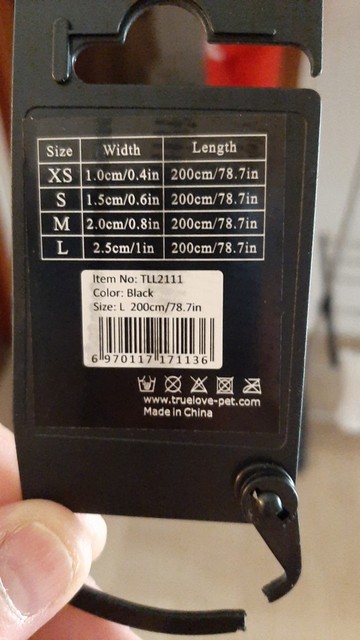 Size Width Length
XS 1.0cm/0.4in 200cm/78.7in
S 1.5cm/0.6in 200cm/78.7in
M 2.0cm/0.8in 200cm/78.7in
L 2.5cm/1in 200cm/78.7in
Item No: TLL2111
Color: Black
Size: L 200cm/78.7in
6 970117 171136
www.truelove-pet.com
Made in China